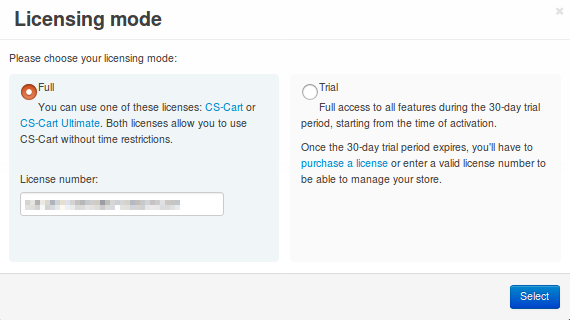 Licensing mode
Please choose your licensing mode:
Full
You can use one of these licenses: CS-Cart or
CS-Cart Ultimate. Both licenses allow you to use
CS-Cart without time restrictions.
License number:
Trial
Full access to all features during the 30-day trial
period, starting from the time of activation.
Once the 30-day trial period expires, you'll have to
purchase a license or enter a valid license number to
be able to manage your store.
Select